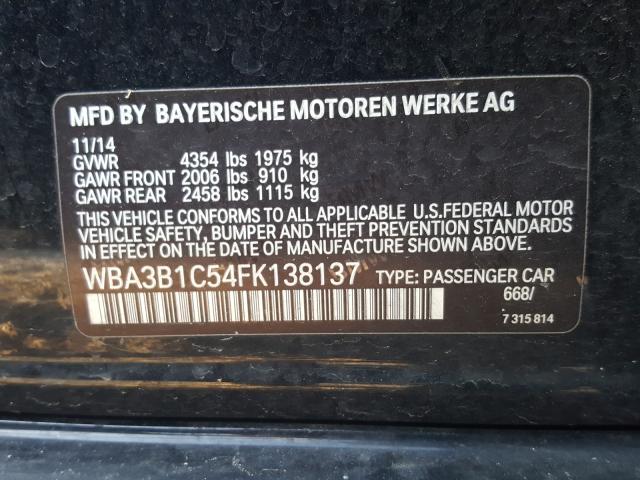 MFD BY BAYERISCHE MOTOREN WERKE AG
11/14
GVWR 4354 lbs 1975 kg
GAWR FRONT 2006 lbs 910 kg
GAWR REAR 2458 lbs 1115 kg
THIS VEHICLE CONFORMS TO ALL APPLICABLE U.S.FEDERAL MOTOR
VEHICLE SAFETY, BUMPER AND THEFT PREVENTION STANDARDS
IN EFFECT ON THE DATE OF MANUFACTURE SHOWN ABOVE.
WBA3B1C54FK138137 TYPE: PASSENGER CAR
668/
7 315 814